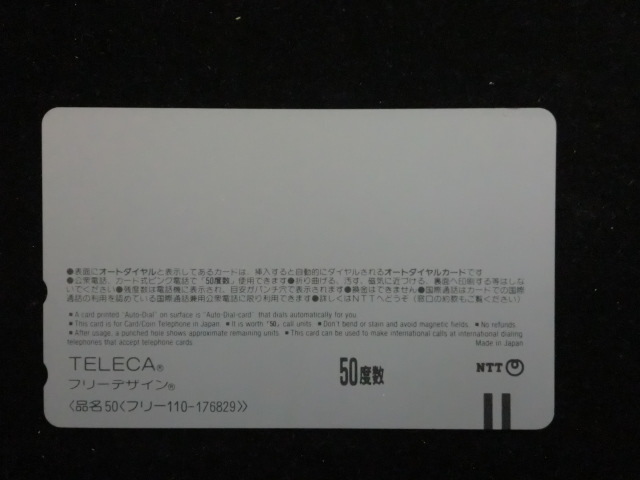 ●表面にオートダイヤルと表示してあるカードは、挿入すると自動的にダイヤルされるオートダイヤルカードです
●公衆電話、カード式ピンク電話で「50度数」使用できます●折り曲げる、汚す、磁気に近づける、裏面へ印刷する等はしな
いでください●残度数は電話機に表示され、目安がパンチ穴で表示されます●換金はできません●国際通話はカードでの国際
通話の利用を認めている国際通話兼用公衆電話に限り利用できます●詳しくはNTTへどうぞ（窓口の約款もご覧ください）
● A card printed "Auto-Dial" on surface is "Auto-Dial-card" that dials automatically for you.
● This card is for Card/Coin Telephone in Japan ● It is worth "50„ call units ● Don't bend or stain and avoid magnetic fields. ● No refunds.
● After usage, a punched hole shows approximate remaining units. ● This card can be used to make international calls at international dialing
telephones that accept telephone cards.
Made in Japan
TELECA®
フリーデザイン®
50度数
NTT
〈品名50〈フリー110-176829〉〉